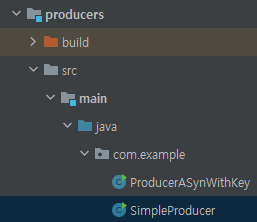 producers
build
src
main
java
com.example
ProducerASynWithKey
SimpleProducer